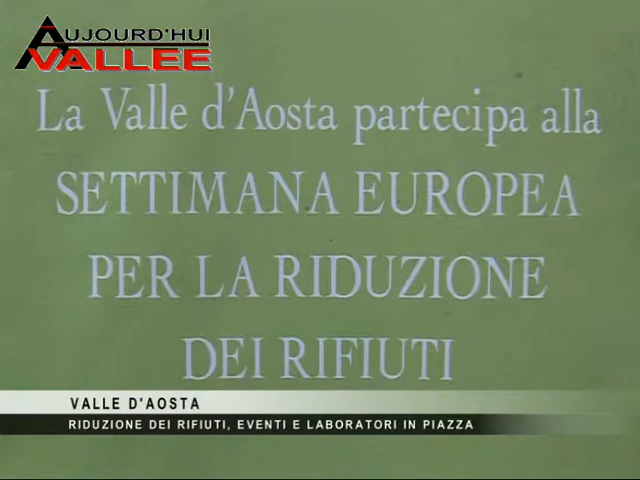 AUJOURD'HUI
VALLEE
La Valle d'Aosta partecipa alla
SETTIMANA EUROPEA
PER LA RIDUZIONE
DEI RIFIUTI
VALLE D'AOSTA
RIDUZIONE DEI RIFIUTI, EVENTI E LABORATORI IN PIAZZA